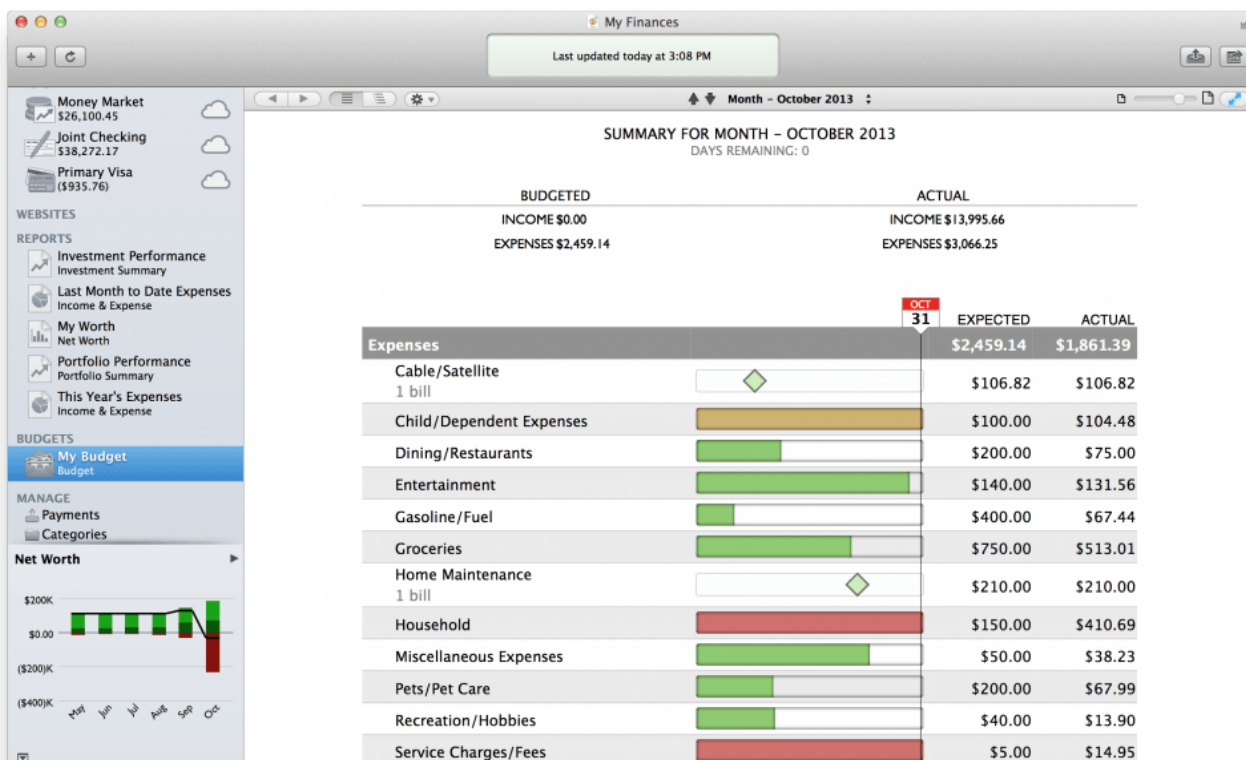 My Finances
Last updated today at 3:08 PM
Money Market
$26,100.45
Joint Checking
$38,272.17
Primary Visa
($935.76)
WEBSITES
REPORTS
Investment Performance
Investment Summary
Last Month to Date Expenses
Income & Expense
My Worth
Net Worth
Portfolio Performance
Portfolio Summary
This Year's Expenses
Income & Expense
BUDGETS
My Budget
Budget
MANAGE
Payments
Categories
Net Worth
$200K
$0.00
($200)K
($400)K
May Jun Jul Aug Sep Oct
Month - October 2013
SUMMARY FOR MONTH - OCTOBER 2013
DAYS REMAINING: 0
BUDGETED ACTUAL
INCOME $0.00 INCOME $13,995.66
EXPENSES $2,459.14 EXPENSES $3,066.25
OCT
31 EXPECTED ACTUAL
Expenses $2,459.14 $1,861.39
Cable/Satellite
1 bill
$106.82 $106.82
Child/Dependent Expenses $100.00 $104.48
Dining/Restaurants $200.00 $75.00
Entertainment $140.00 $131.56
Gasoline/Fuel $400.00 $67.44
Groceries $750.00 $513.01
Home Maintenance
1 bill
$210.00 $210.00
Household $150.00 $410.69
Miscellaneous Expenses $50.00 $38.23
Pets/Pet Care $200.00 $67.99
Recreation/Hobbies $40.00 $13.90
Service Charges/Fees $5.00 $14.95